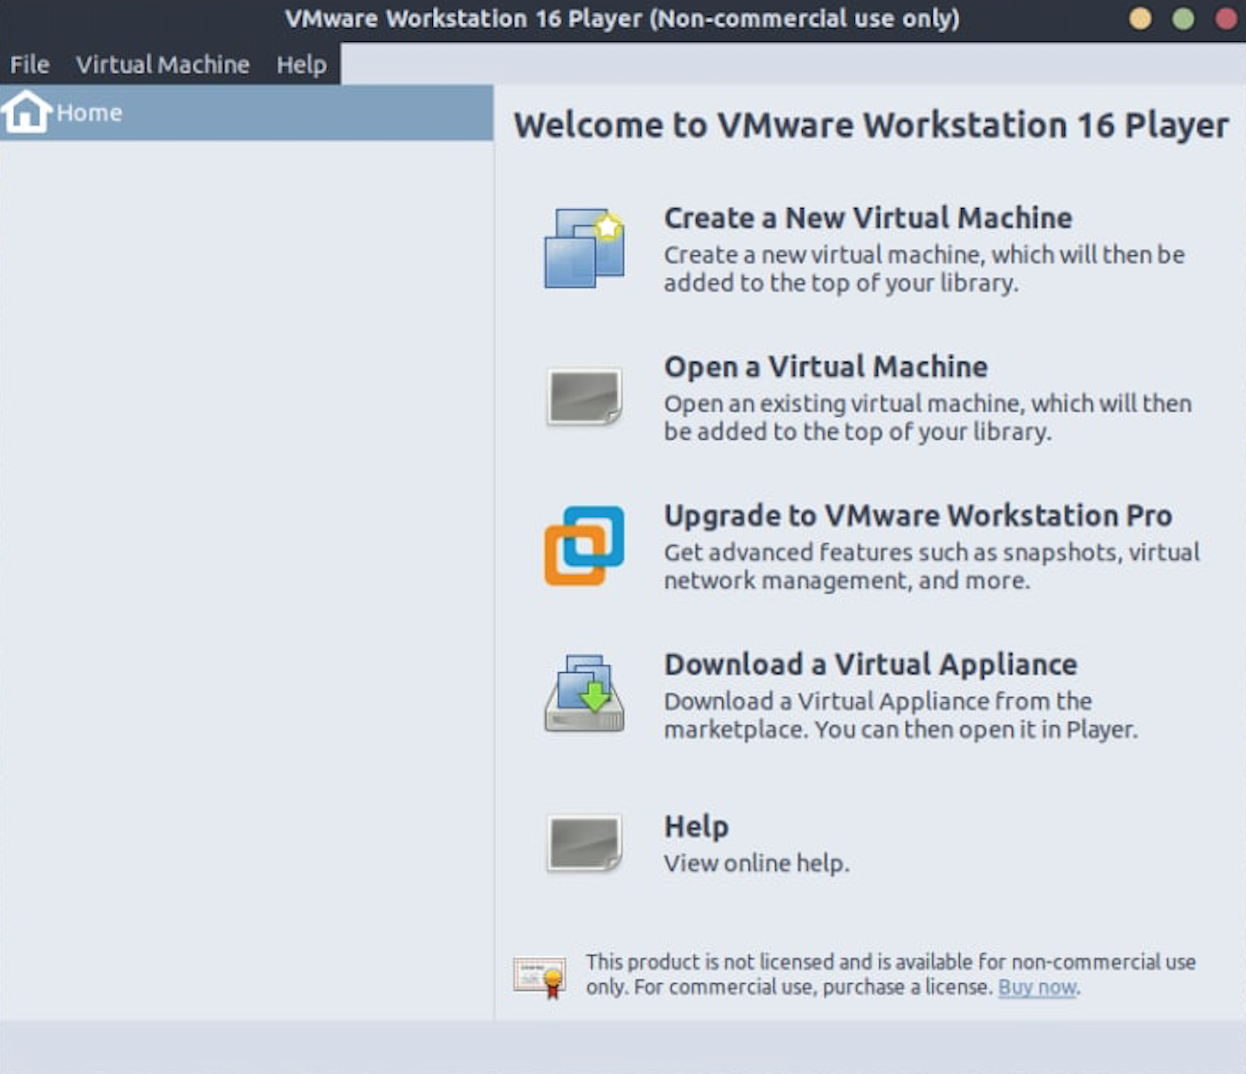 VMware Workstation 16 Player (Non-commercial use only)
File Virtual Machine Help
Home
Welcome to VMware Workstation 16 Player
Create a New Virtual Machine
Create a new virtual machine, which will then be
added to the top of your library.
Open a Virtual Machine
Open an existing virtual machine, which will then
be added to the top of your library.
Upgrade to VMware Workstation Pro
Get advanced features such as snapshots, virtual
network management, and more.
Download a Virtual Appliance
Download a Virtual Appliance from the
marketplace. You can then open it in Player.
Help
View online help.
This product is not licensed and is available for non-commercial use
only. For commercial use, purchase a license. Buy now.